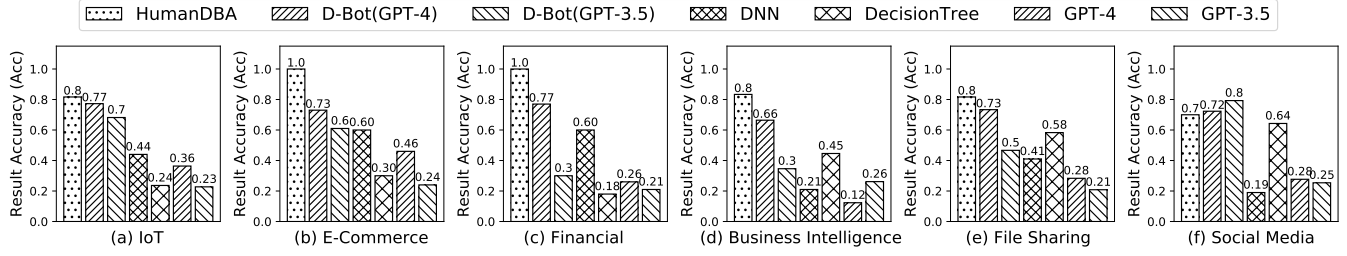 HumanDBA D-Bot(GPT-4) D-Bot(GPT-3.5) DNN DecisionTree GPT-4 GPT-3.5
Result Accuracy (Acc)
1.0
0.8
0.6
0.4
0.2
0.0
0.8 0.77 0.7 0.44 0.24 0.36 0.23
(a) IoT
Result Accuracy (Acc)
1.0
0.8
0.6
0.4
0.2
0.0
1.0 0.73 0.6 0.60 0.30 0.46 0.24
(b) E-Commerce
Result Accuracy (Acc)
1.0
0.8
0.6
0.4
0.2
0.0
1.0 0.77 0.3 0.60 0.18 0.26 0.21
(c) Financial
Result Accuracy (Acc)
1.0
0.8
0.6
0.4
0.2
0.0
0.8 0.66 0.3 0.21 0.45 0.12 0.26
(d) Business Intelligence
Result Accuracy (Acc)
1.0
0.8
0.6
0.4
0.2
0.0
0.8 0.73 0.5 0.41 0.58 0.28 0.21
(e) File Sharing
Result Accuracy (Acc)
1.0
0.8
0.6
0.4
0.2
0.0
0.7 0.72 0.8 0.19 0.64 0.28 0.25
(f) Social Media